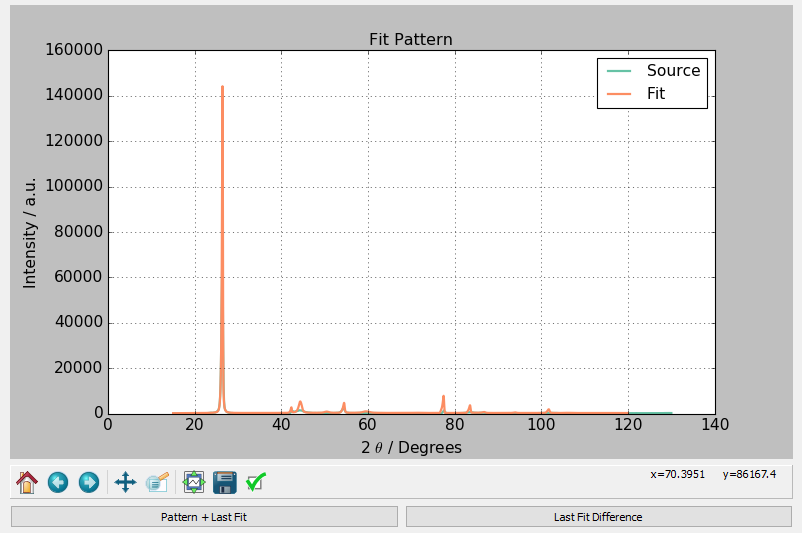 Fit Pattern
160000
140000
120000
100000
80000
60000
40000
20000
0
Intensity / a.u.
Source
Fit
0 20 40 60 80 100 120 140
2 θ / Degrees
x=70.3951 y=86167.4
Pattern + Last Fit Last Fit Difference